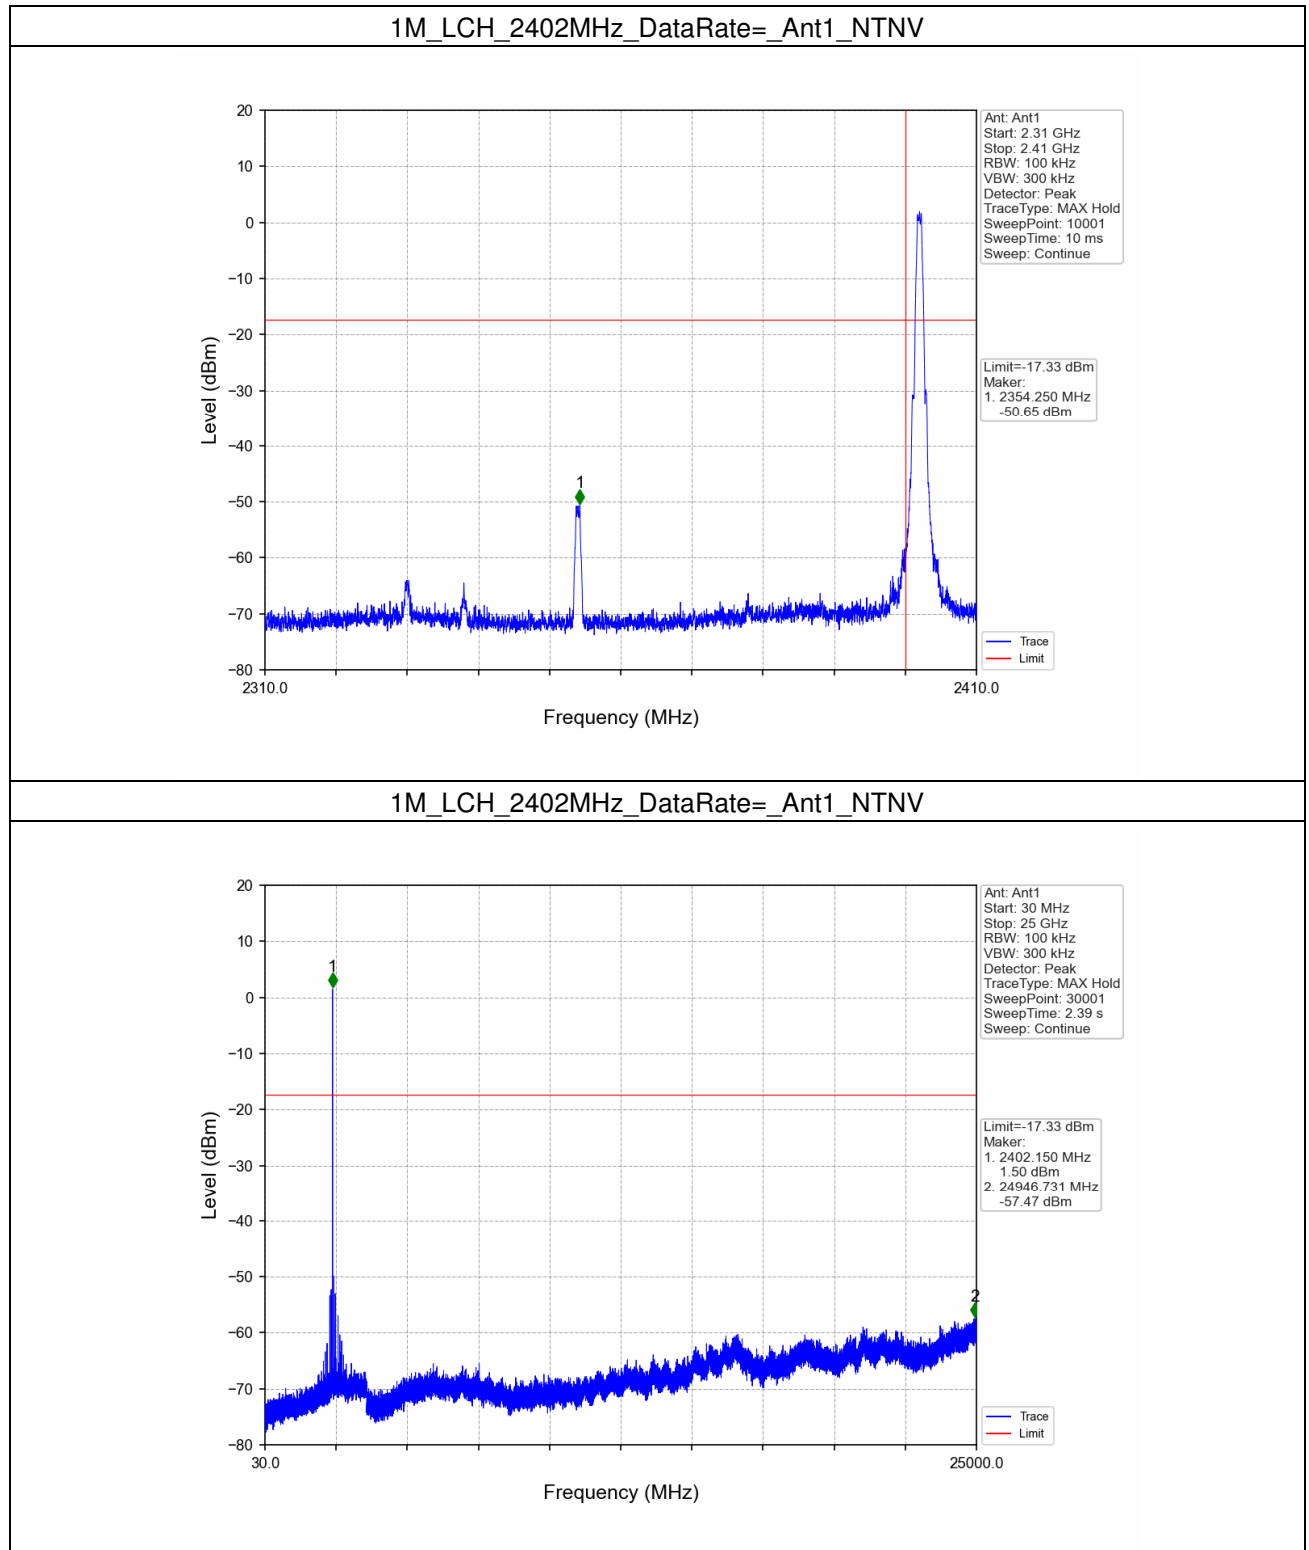 1M_LCH_2402MHz_DataRate=_Ant1_NTNV
20
10
0
−10
−20
−30
−40
−50
−60
−70
−80
Level (dBm)
1
2310.0
2410.0
Frequency (MHz)
Ant: Ant1
Start: 2.31 GHz
Stop: 2.41 GHz
RBW: 100 kHz
VBW: 300 kHz
Detector: Peak
TraceType: MAX Hold
SweepPoint: 10001
SweepTime: 10 ms
Sweep: Continue
Limit=-17.33 dBm
Maker:
1. 2354.250 MHz
-50.65 dBm
Trace
Limit
1M_LCH_2402MHz_DataRate=_Ant1_NTNV
20
10
0
−10
−20
−30
−40
−50
−60
−70
−80
Level (dBm)
1
2
30.0
25000.0
Frequency (MHz)
Ant: Ant1
Start: 30 MHz
Stop: 25 GHz
RBW: 100 kHz
VBW: 300 kHz
Detector: Peak
TraceType: MAX Hold
SweepPoint: 30001
SweepTime: 2.39 s
Sweep: Continue
Limit=-17.33 dBm
Maker:
1. 2402.150 MHz
1.50 dBm
2. 24946.731 MHz
-57.47 dBm
Trace
Limit